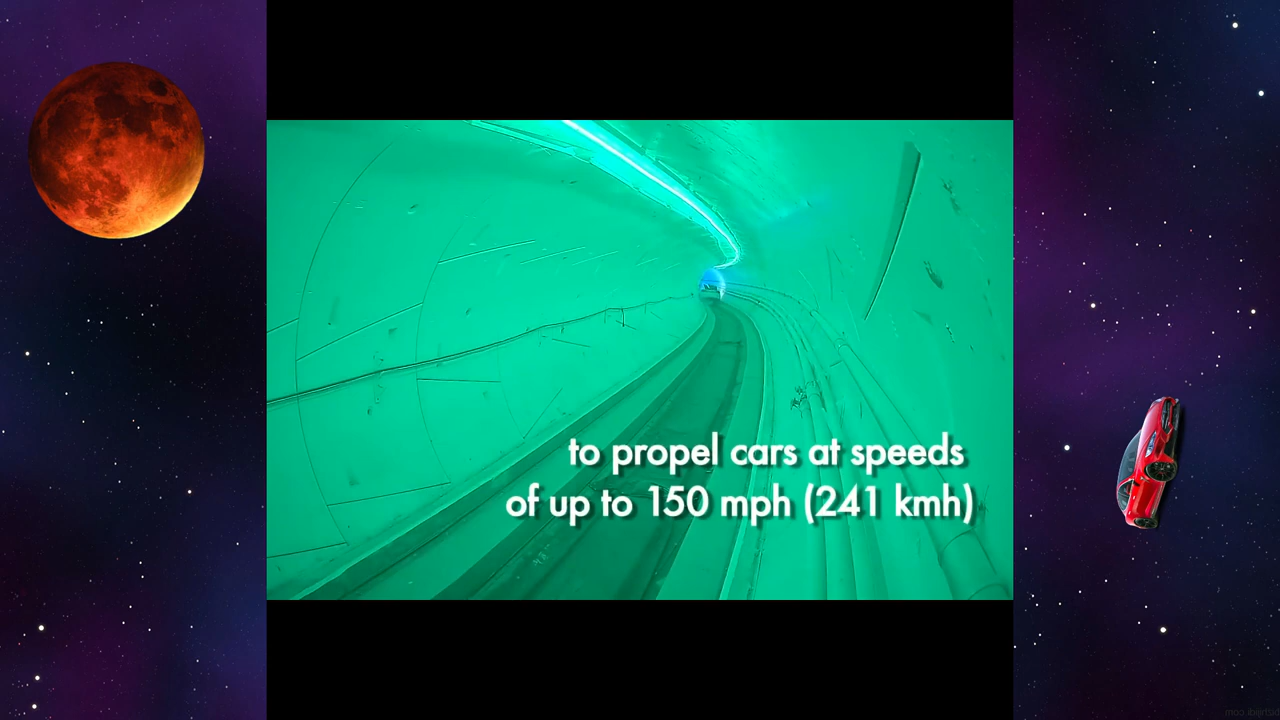 to propel cars at speeds
of up to 150 mph (241 kmh)